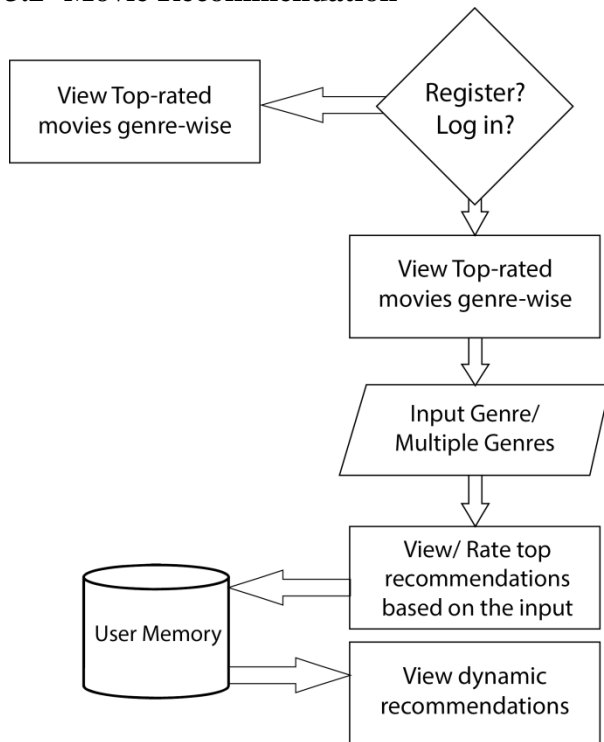 Register?
Log in?
View Top-rated
movies genre-wise
View Top-rated
movies genre-wise
Input Genre/
Multiple Genres
View/ Rate top
recommendations
based on the input
User Memory
View dynamic
recommendations